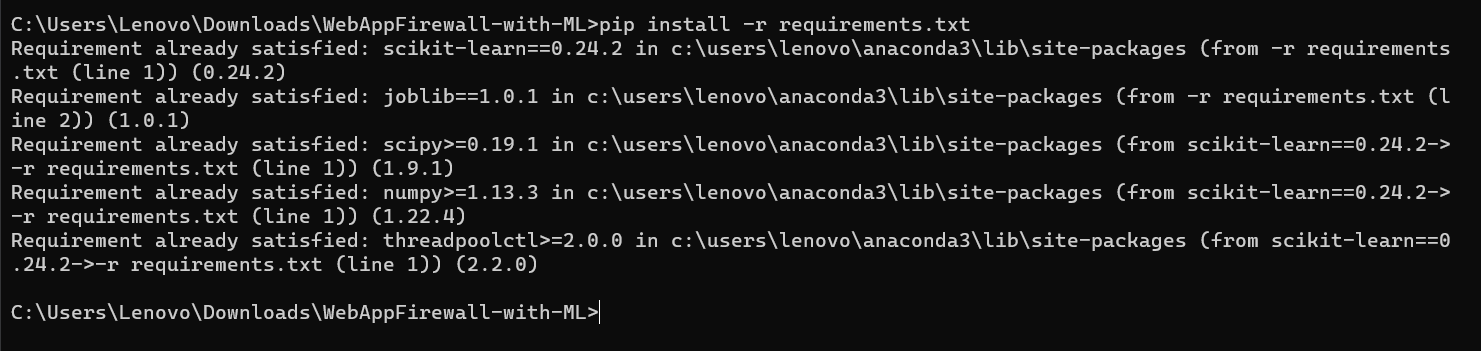 C:\Users\Lenovo\Downloads\WebAppFirewall-with-ML>pip install -r requirements.txt
Requirement already satisfied: scikit-learn==0.24.2 in c:\users\lenovo\anaconda3\lib\site-packages (from -r requirements
.txt (line 1)) (0.24.2)
Requirement already satisfied: joblib==1.0.1 in c:\users\lenovo\anaconda3\lib\site-packages (from -r requirements.txt (l
ine 2)) (1.0.1)
Requirement already satisfied: scipy>=0.19.1 in c:\users\lenovo\anaconda3\lib\site-packages (from scikit-learn==0.24.2->
-r requirements.txt (line 1)) (1.9.1)
Requirement already satisfied: numpy>=1.13.3 in c:\users\lenovo\anaconda3\lib\site-packages (from scikit-learn==0.24.2->
-r requirements.txt (line 1)) (1.22.4)
Requirement already satisfied: threadpoolctl>=2.0.0 in c:\users\lenovo\anaconda3\lib\site-packages (from scikit-learn==0
.24.2->-r requirements.txt (line 1)) (2.2.0)
C:\Users\Lenovo\Downloads\WebAppFirewall-with-ML>